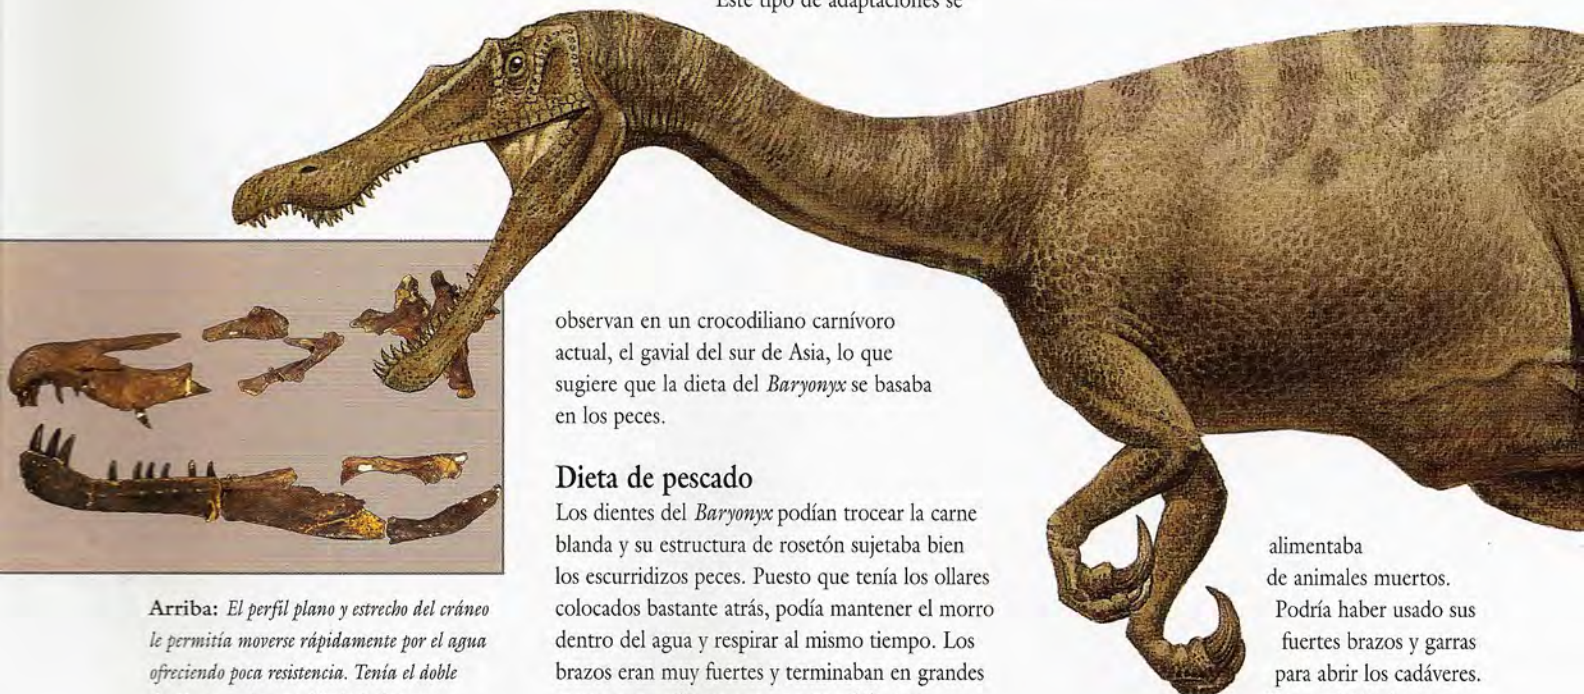 Este tipo de adaptaciones se
observan en un crocodiliano carnívoro
actual, el gavial del sur de Asia, lo que
sugiere que la dieta del Baryonyx se basaba
en los peces.
Dieta de pescado
Los dientes del Baryonyx podían trocear la carne
blanda y su estructura de rosetón sujetaba bien
los escurridizos peces. Puesto que tenía los ollares
colocados bastante atrás, podía mantener el morro
dentro del agua y respirar al mismo tiempo. Los
brazos eran muy fuertes y terminaban en grandes
alimentaba
de animales muertos.
Podría haber usado sus
fuertes brazos y garras
para abrir los cadáveres.
Arriba: El perfil plano y estrecho del cráneo
le permitía moverse rápidamente por el agua
ofreciendo poca resistencia. Tenía el doble